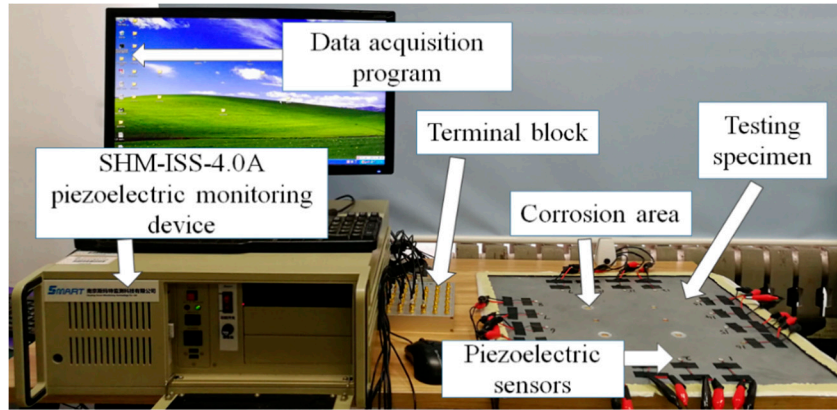 Data acquisition
program
Terminal block
Testing
specimen
SHM-ISS-4.0A
piezoelectric monitoring
device
Corrosion area
SMART
Piezoelectric
sensors